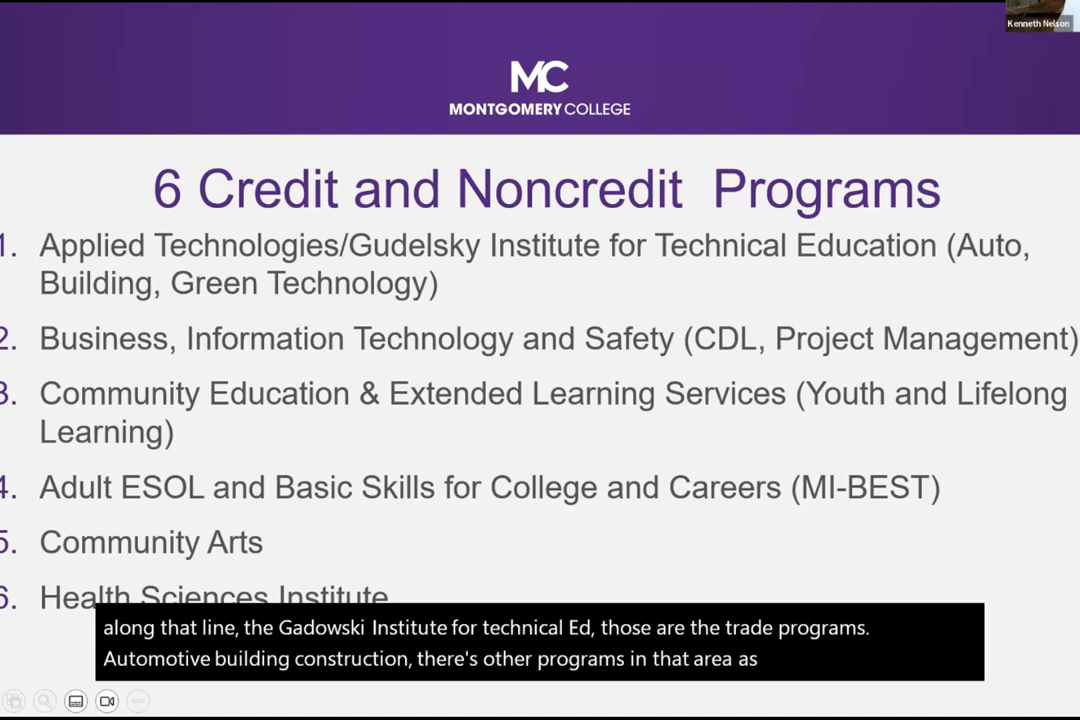 Kenneth Nelson
MC
MONTGOMERY COLLEGE
6 Credit and Noncredit  Programs
1. Applied Technologies/Gudelsky Institute for Technical Education (Auto,
Building, Green Technology)
2. Business, Information Technology and Safety (CDL, Project Management)
3. Community Education & Extended Learning Services (Youth and Lifelong
Learning)
4. Adult ESOL and Basic Skills for College and Careers (MI-BEST)
5. Community Arts
6. Health Sciences Institute
along that line, the Gadowski Institute for technical Ed, those are the trade programs.
Automotive building construction, there's other programs in that area as